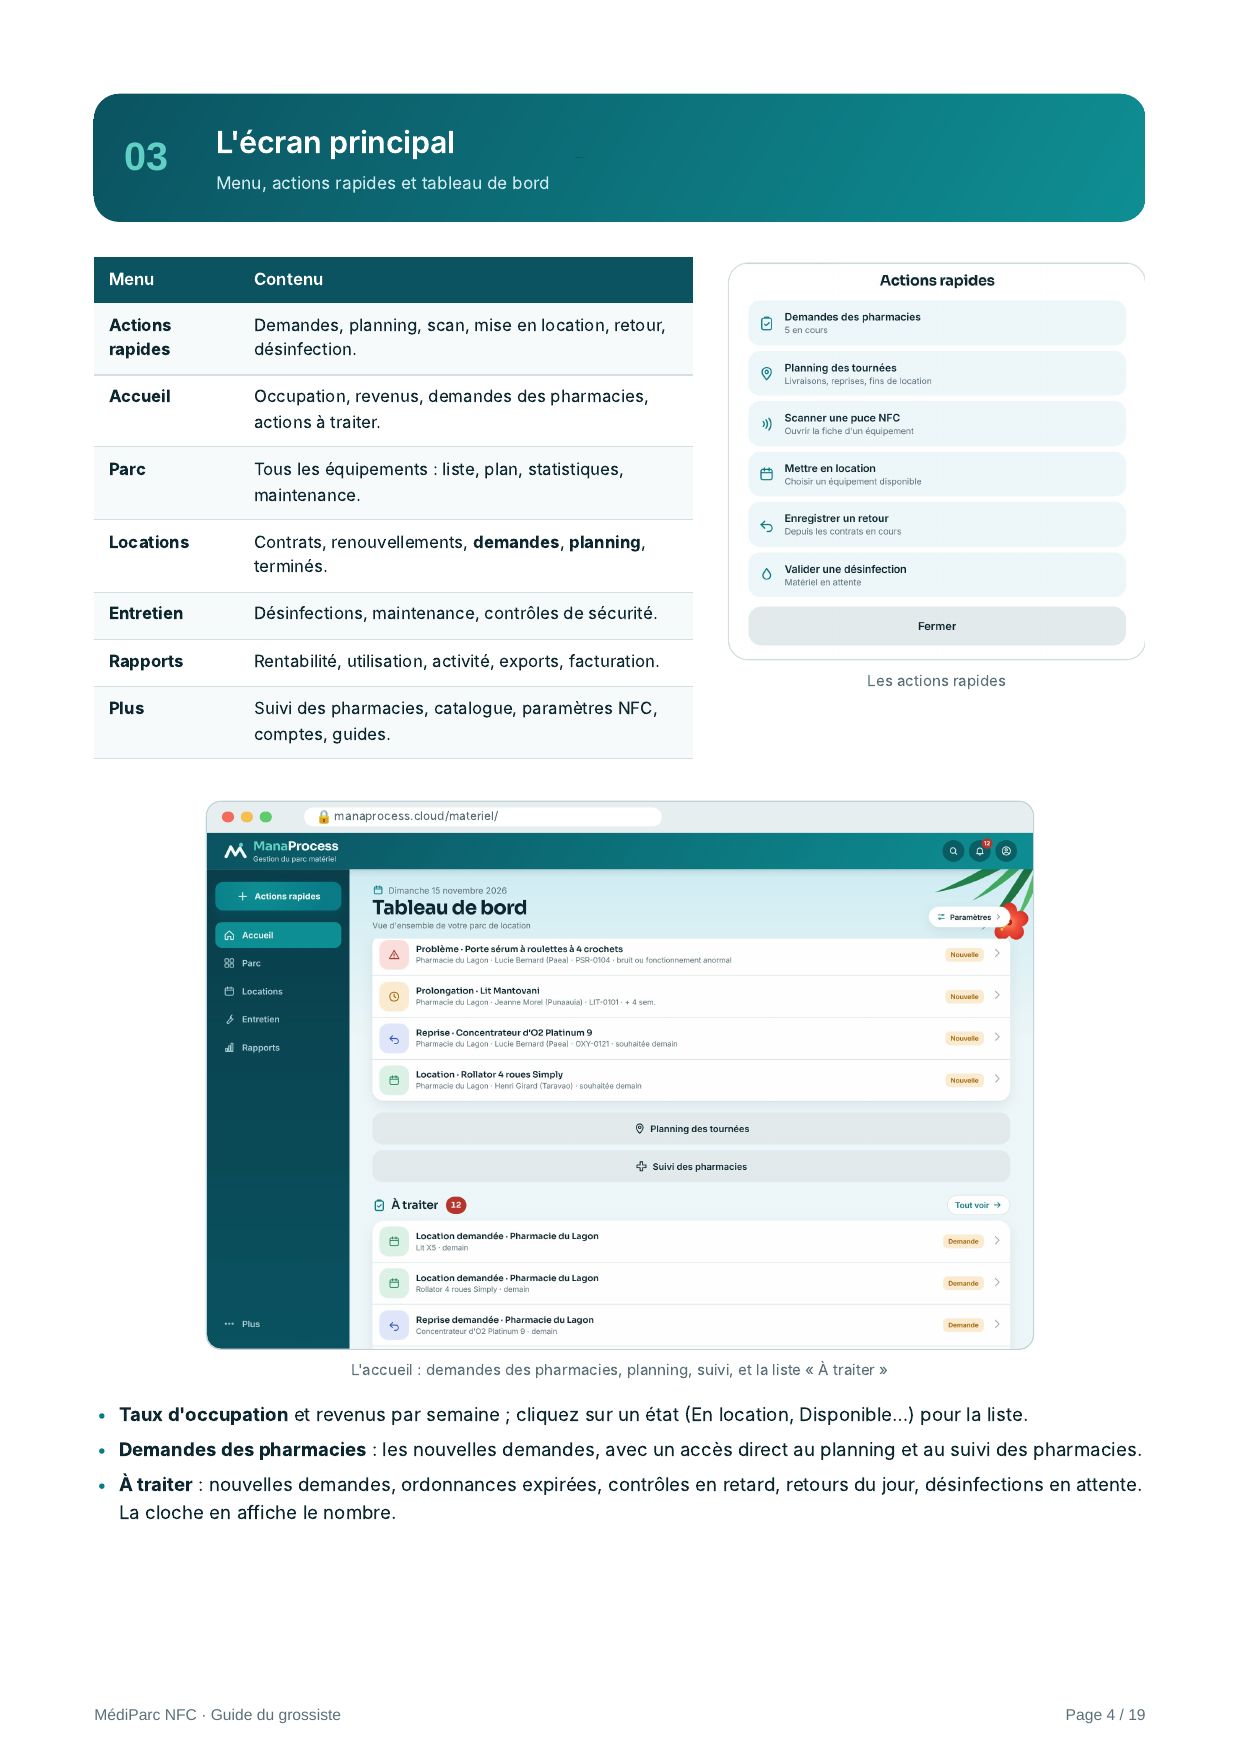 03
L'écran principal
Menu, actions rapides et tableau de bord
Menu Contenu
Actions rapides
Demandes, planning, scan, mise en location, retour,
désinfection.
Accueil
Occupation, revenus, demandes des pharmacies,
actions à traiter.
Parc
Tous les équipements : liste, plan, statistiques,
maintenance.
Locations
Contrats, renouvellements, demandes, planning,
terminés.
Entretien
Désinfections, maintenance, contrôles de sécurité.
Rapports
Rentabilité, utilisation, activité, exports, facturation.
Plus
Suivi des pharmacies, catalogue, paramètres NFC,
comptes, guides.
Actions rapides
Demandes des pharmacies
5 en cours
Planning des tournées
Livraisons, reprises, fins de location
Scanner une puce NFC
Ouvrir la fiche d'un équipement
Mettre en location
Choisir un équipement disponible
Enregistrer un retour
Depuis les contrats en cours
Valider une désinfection
Matériel en attente
Fermer
Les actions rapides
manaprocess.cloud/materiel/
ManaProcess
Gestion du parc matériel
12
Actions rapides
Accueil
Parc
Locations
Entretien
Rapports
Plus
Dimanche 15 novembre 2026
Tableau de bord
Vue d'ensemble de votre parc de location
Paramètres
Problème · Porte sérum à roulettes à 4 crochets
Pharmacie du Lagon · Lucie Bernard (Paea) · PSR-0104 · bruit ou fonctionnement anormal
Nouvelle
Prolongation · Lit Mantovani
Pharmacie du Lagon · Jeanne Morel (Punaauia) · LIT-0101 · + 4 sem.
Nouvelle
Reprise · Concentrateur d'O2 Platinum 9
Pharmacie du Lagon · Lucie Bernard (Paea) · OXY-0121 · souhaitée demain
Nouvelle
Location · Rollator 4 roues Simply
Pharmacie du Lagon · Henri Girard (Taravao) · souhaitée demain
Nouvelle
Planning des tournées
Suivi des pharmacies
À traiter 12
Tout voir
Location demandée · Pharmacie du Lagon
Lit X5 · demain
Demande
Location demandée · Pharmacie du Lagon
Rollator 4 roues Simply · demain
Demande
Reprise demandée · Pharmacie du Lagon
Concentrateur d'O2 Platinum 9 · demain
Demande
L'accueil : demandes des pharmacies, planning, suivi, et la liste « À traiter »
• Taux d'occupation et revenus par semaine ; cliquez sur un état (En location, Disponible...) pour la liste.
• Demandes des pharmacies : les nouvelles demandes, avec un accès direct au planning et au suivi des pharmacies.
• À traiter : nouvelles demandes, ordonnances expirées, contrôles en retard, retours du jour, désinfections en attente.
La cloche en affiche le nombre.
MédiParc NFC · Guide du grossiste
Page 4 / 19